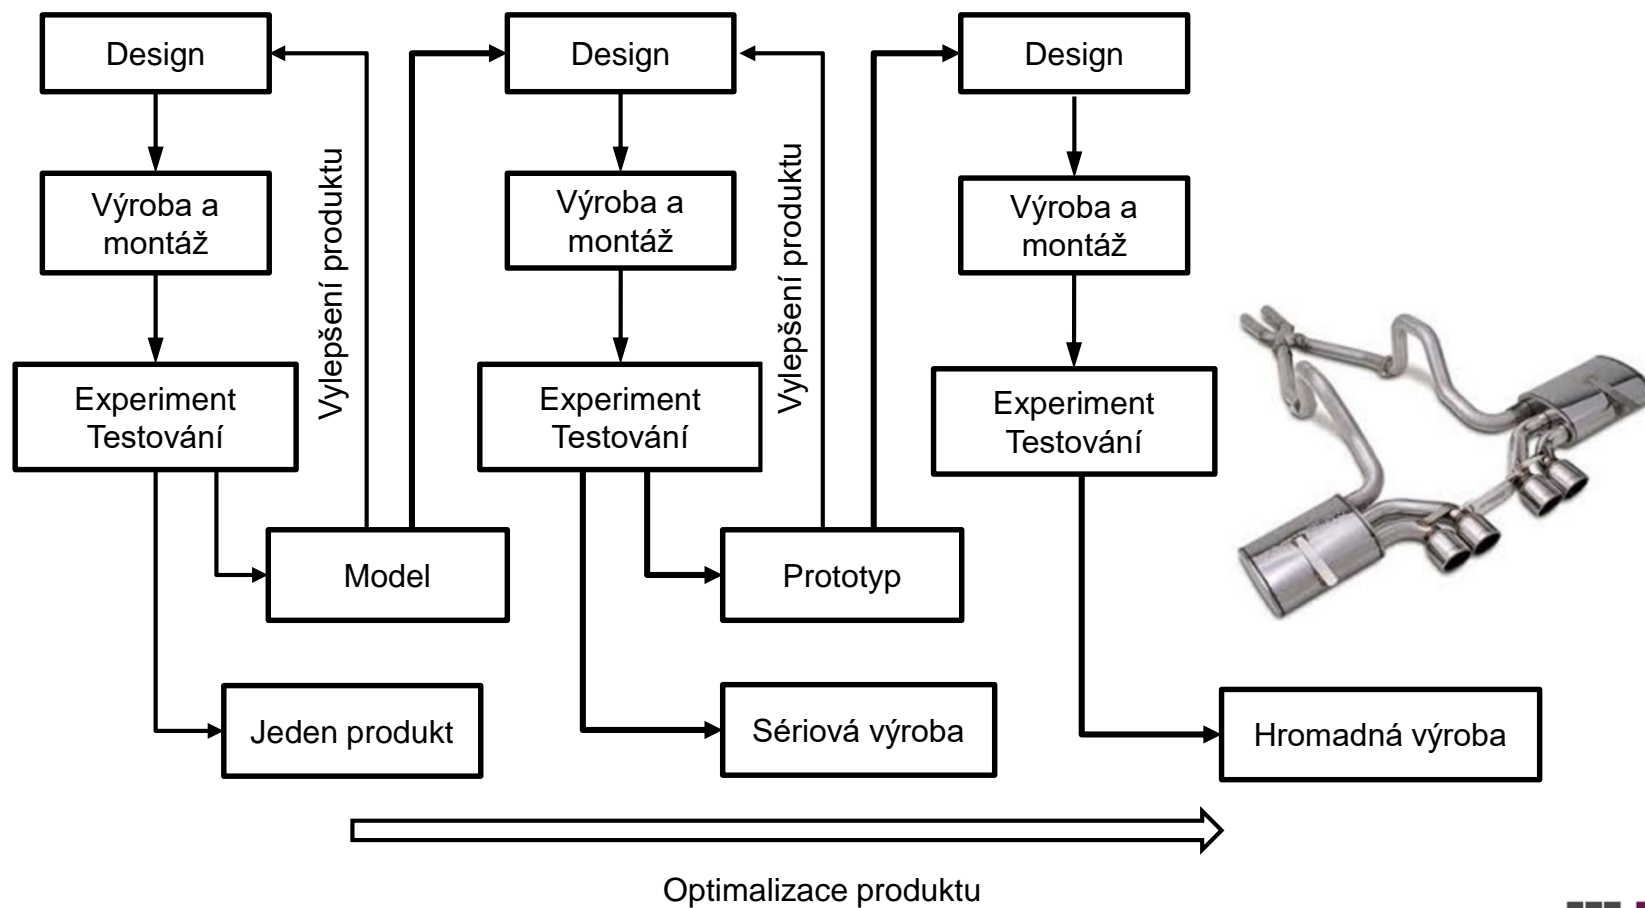 Design
Výroba a
montáž
Experiment
Testování
Vylepšení produktu
Model
Jeden produkt
Design
Výroba a
montáž
Experiment
Testování
Vylepšení produktu
Prototyp
Sériová výroba
Design
Výroba a
montáž
Experiment
Testování
Hromadná výroba
Optimalizace produktu